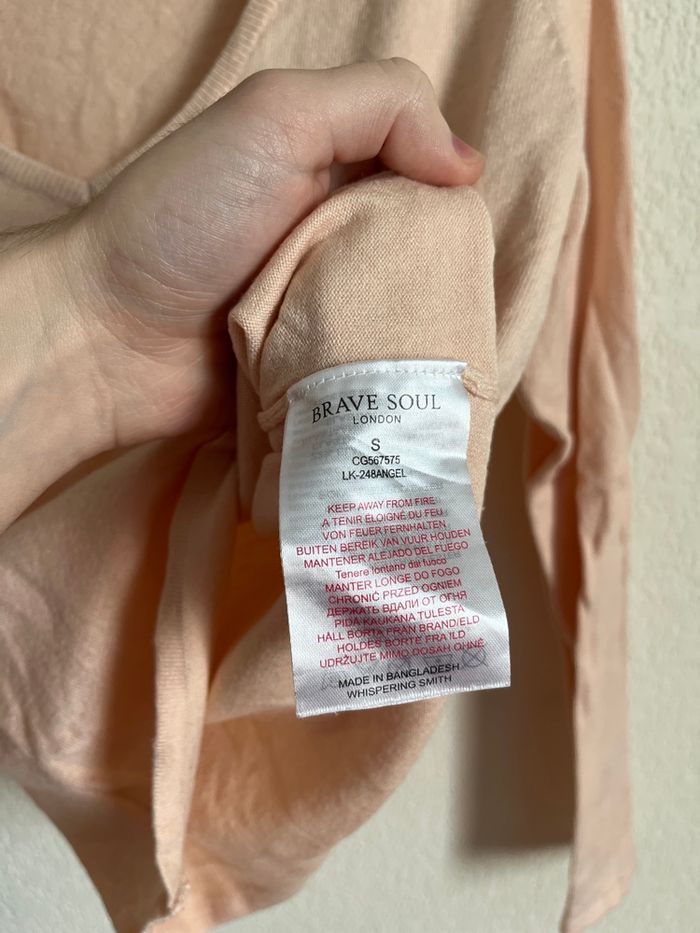 BRAVE SOUL
LONDON
S
CG567575
LK-248ANGEL
KEEP AWAY FROM FIRE
A TENIR ÉLOIGNÉ DU FEU
VON FEUER FERNHALTEN
BUITEN BEREIK VAN VUUR HOUDEN
MANTENER ALEJADO DEL FUEGO
Tenere lontano dal fuoco
MANTER LONGE DO FOGO
CHRONIĆ PRZED OGNIEM
ДЕРЖАТЬ ВДАЛИ ОТ ОГНЯ
PIDÄ KAUKANA TULESTA
HÅLL BORTA FRÅN BRAND/ELD
HOLDES BORTE FRA ILD
UDRŽUJTE MIMO DOSAH OHNĚ
MADE IN BANGLADESH
WHISPERING SMITH